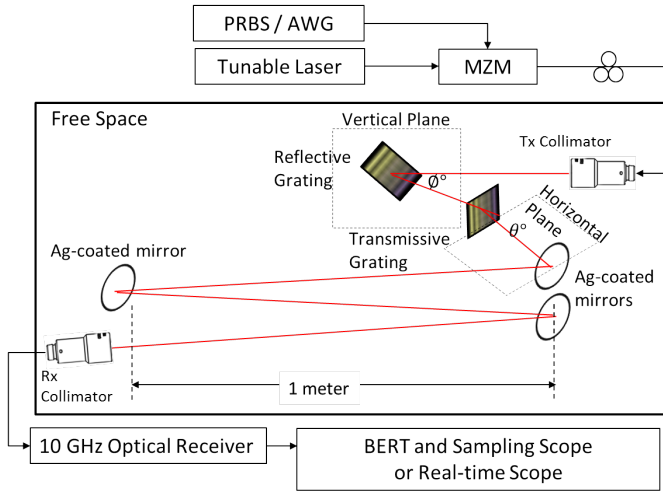 PRBS / AWG
Tunable Laser
MZM
Free Space
Vertical Plane
Tx Collimator
Reflective
Grating
Ø°
Horizontal
Plane
θ°
Transmissive
Grating
Ag-coated mirror
Ag-coated
mirrors
Rx
Collimator
1 meter
10 GHz Optical Receiver
BERT and Sampling Scope
or Real-time Scope